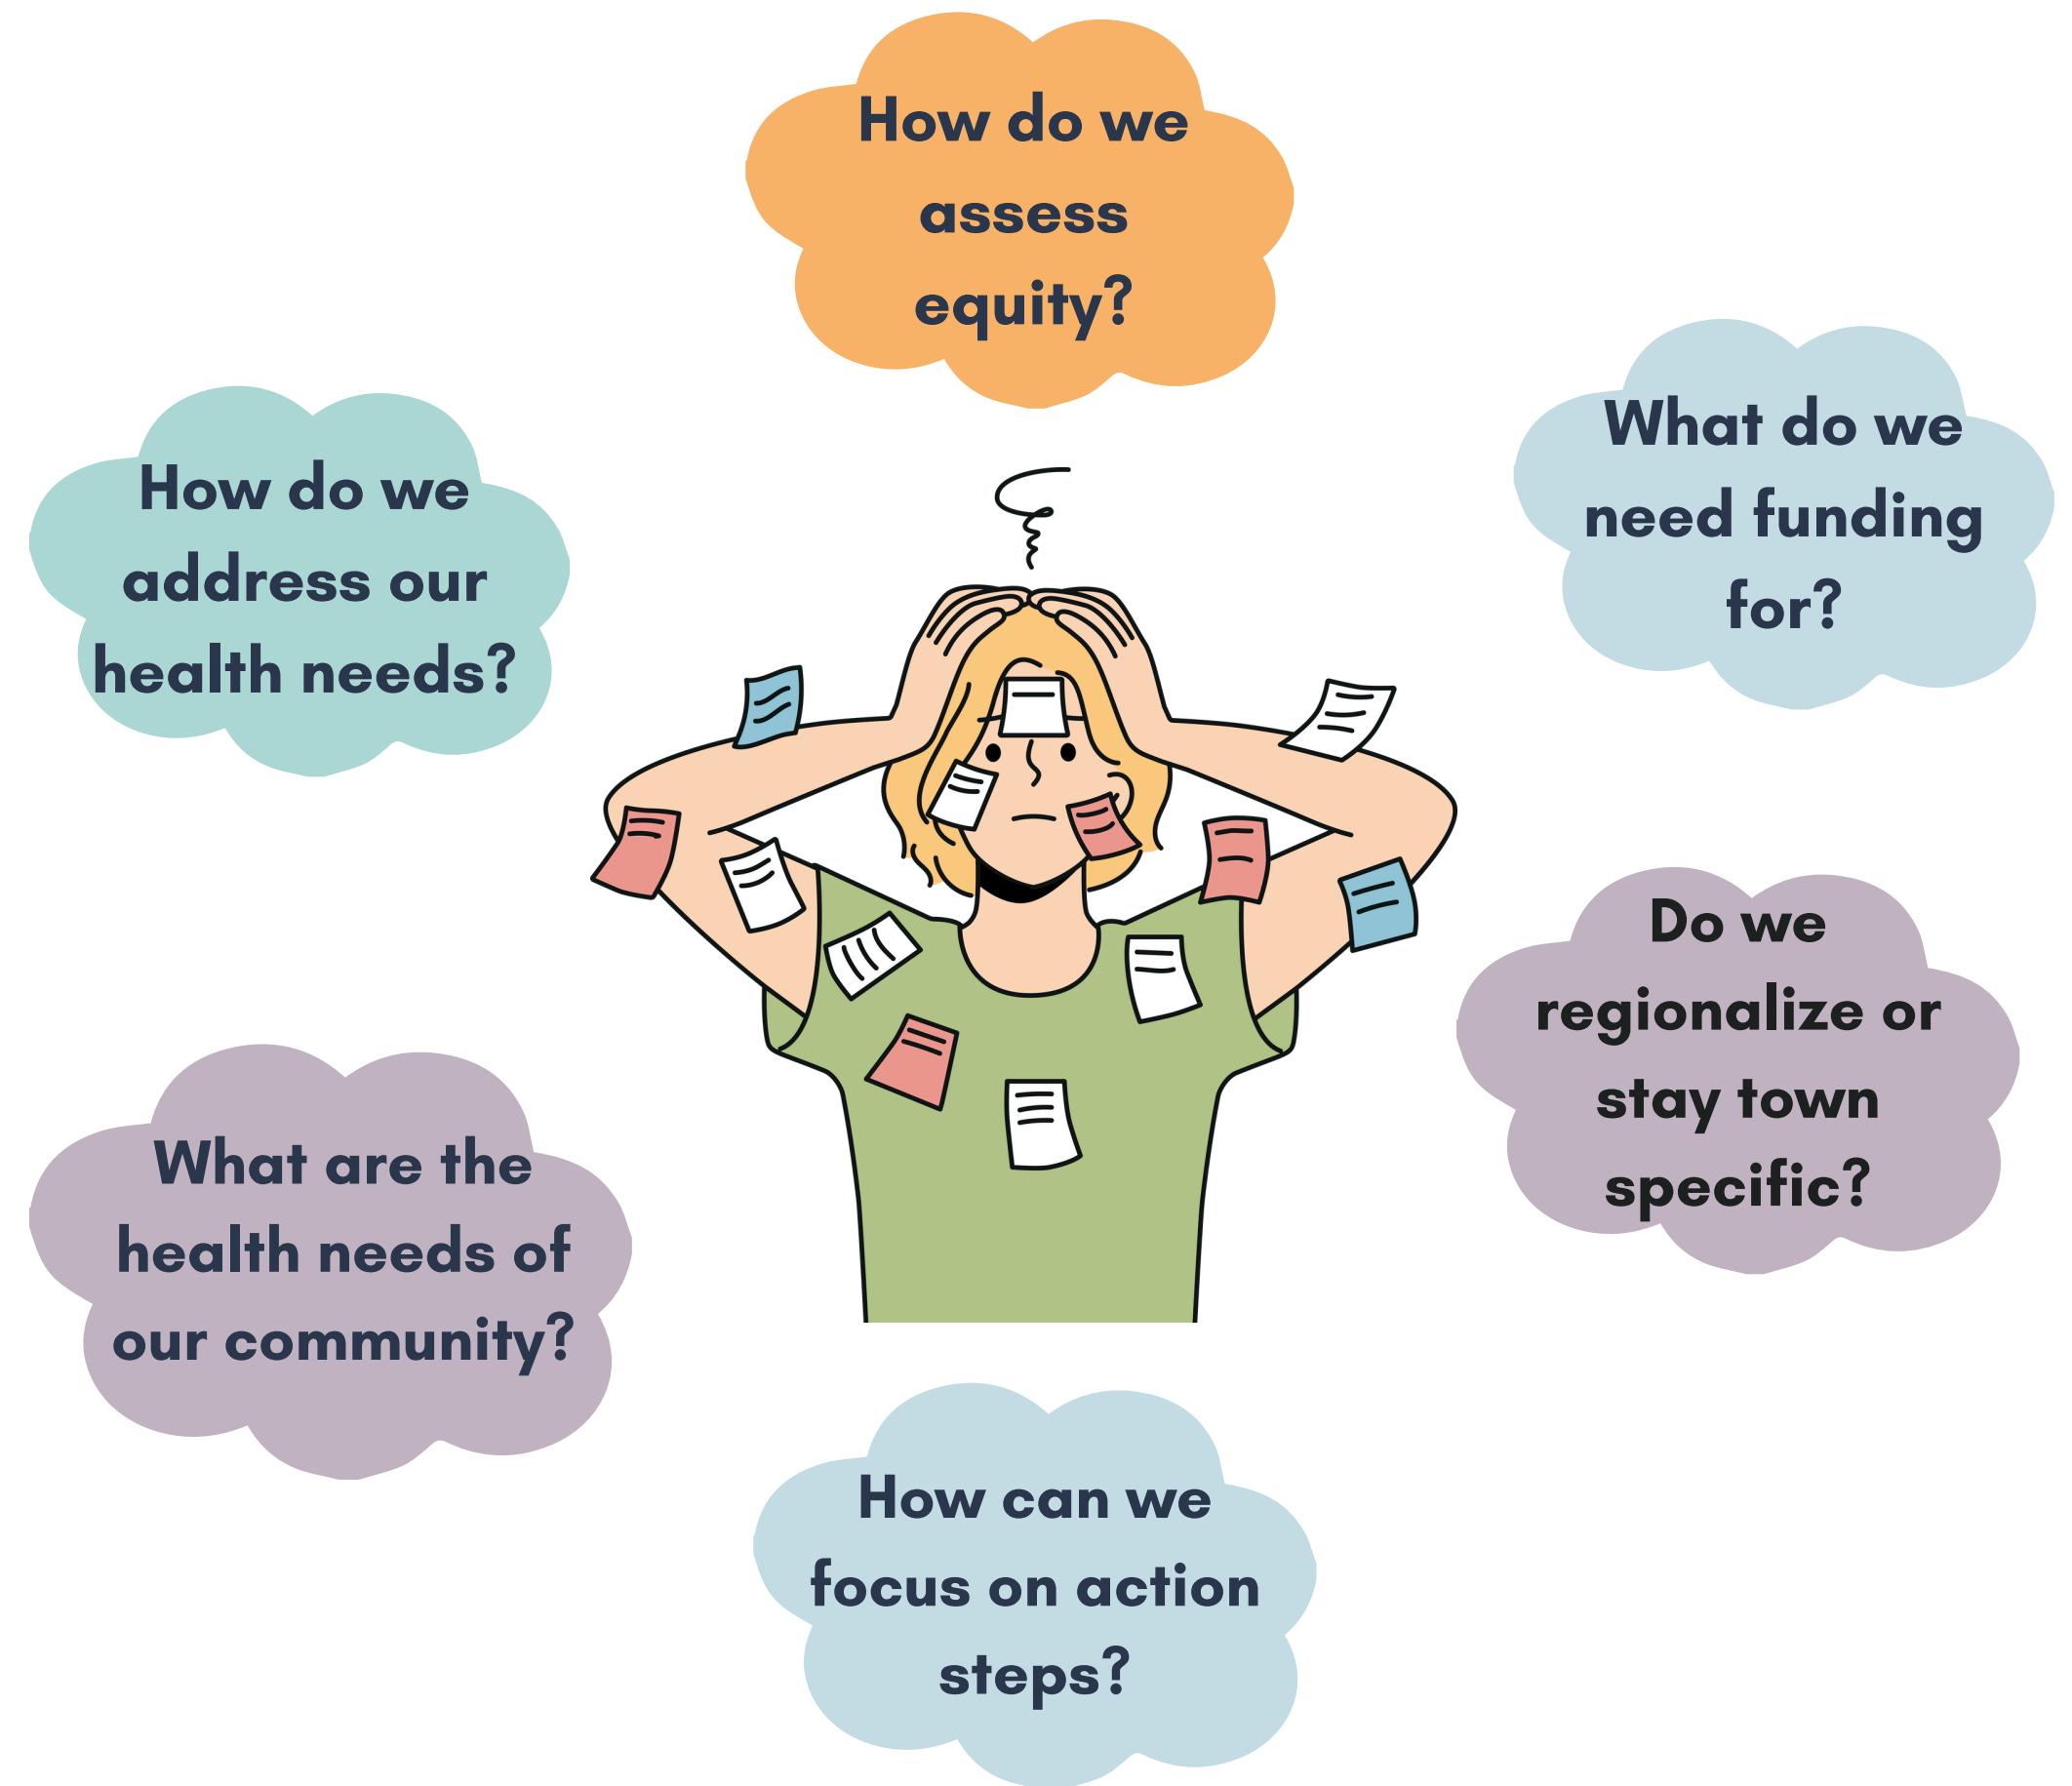 How do we
assess
equity?
What do we
need funding
for?
How do we
address our
health needs?
Do we
regionalize or
stay town
specific?
What are the
health needs of
our community?
How can we
focus on action
steps?